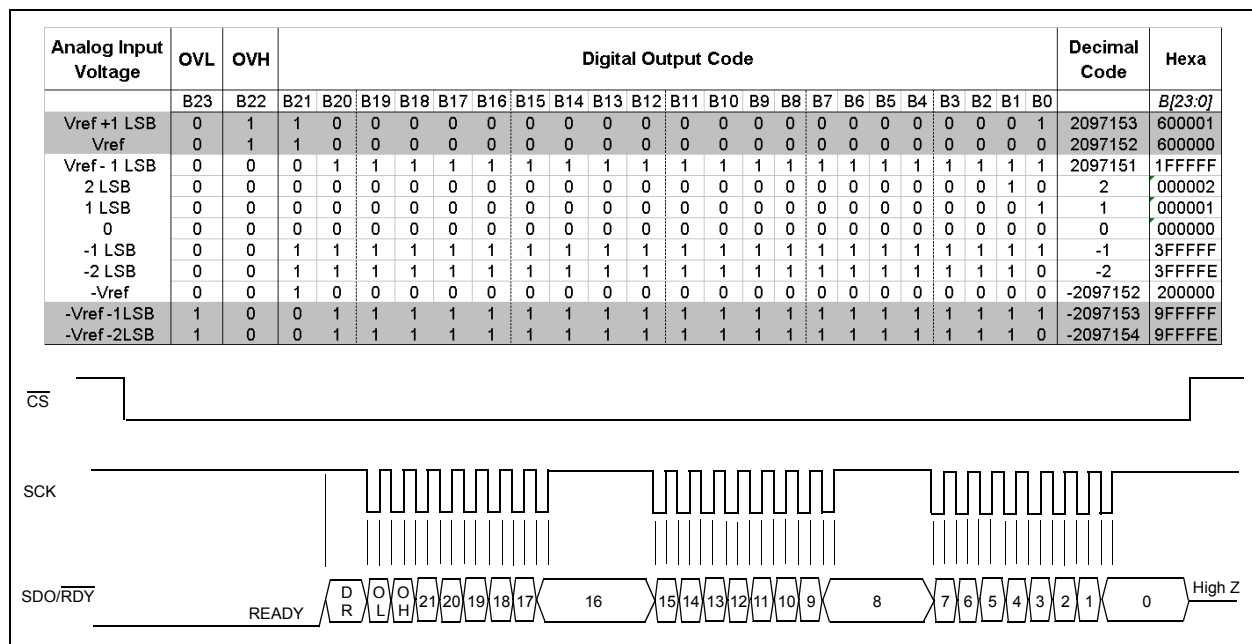 Analog Input Voltage OVL OVH Digital Output Code Decimal Code Hexa
B23 B22 B21 B20 B19 B18 B17 B16 B15 B14 B13 B12 B11 B10 B9 B8 B7 B6 B5 B4 B3 B2 B1 B0 B[23:0]
Vref +1 LSB 0 1 1 0 0 0 0 0 0 0 0 0 0 0 0 0 0 0 0 0 0 0 0 1 2097153 600001
Vref 0 1 1 0 0 0 0 0 0 0 0 0 0 0 0 0 0 0 0 0 0 0 0 0 2097152 600000
Vref - 1 LSB 0 0 0 1 1 1 1 1 1 1 1 1 1 1 1 1 1 1 1 1 1 1 1 1 2097151 1FFFFF
2 LSB 0 0 0 0 0 0 0 0 0 0 0 0 0 0 0 0 0 0 0 0 0 0 1 0 2 000002
1 LSB 0 0 0 0 0 0 0 0 0 0 0 0 0 0 0 0 0 0 0 0 0 0 0 1 1 000001
0 0 0 0 0 0 0 0 0 0 0 0 0 0 0 0 0 0 0 0 0 0 0 0 0 0 000000
-1 LSB 0 0 1 1 1 1 1 1 1 1 1 1 1 1 1 1 1 1 1 1 1 1 1 1 -1 3FFFFF
-2 LSB 0 0 1 1 1 1 1 1 1 1 1 1 1 1 1 1 1 1 1 1 1 1 1 0 -2 3FFFFE
-Vref 0 0 1 0 0 0 0 0 0 0 0 0 0 0 0 0 0 0 0 0 0 0 0 0 -2097152 200000
-Vref -1LSB 1 0 0 1 1 1 1 1 1 1 1 1 1 1 1 1 1 1 1 1 1 1 1 1 -2097153 9FFFFF
-Vref -2LSB 1 0 0 1 1 1 1 1 1 1 1 1 1 1 1 1 1 1 1 1 1 1 1 0 -2097154 9FFFFE
CS
SCK
SDO/RDY READY DR OL OH 21 20 19 18 17 16 15 14 13 12 11 10 9 8 7 6 5 4 3 2 1 0 High Z